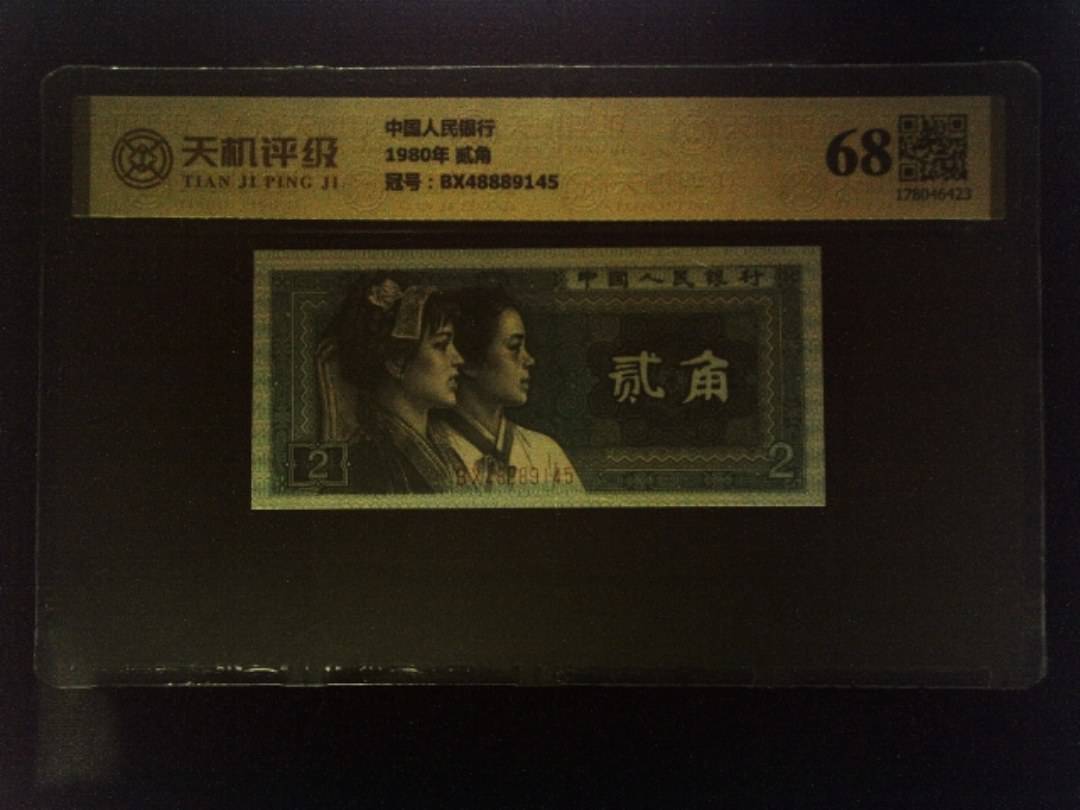 天机评级
TIAN JI PING JI
中国人民银行
1980年 贰角
冠号：BX48889145
68
178046423
中国人民银行
贰角
2
2
BX48889145